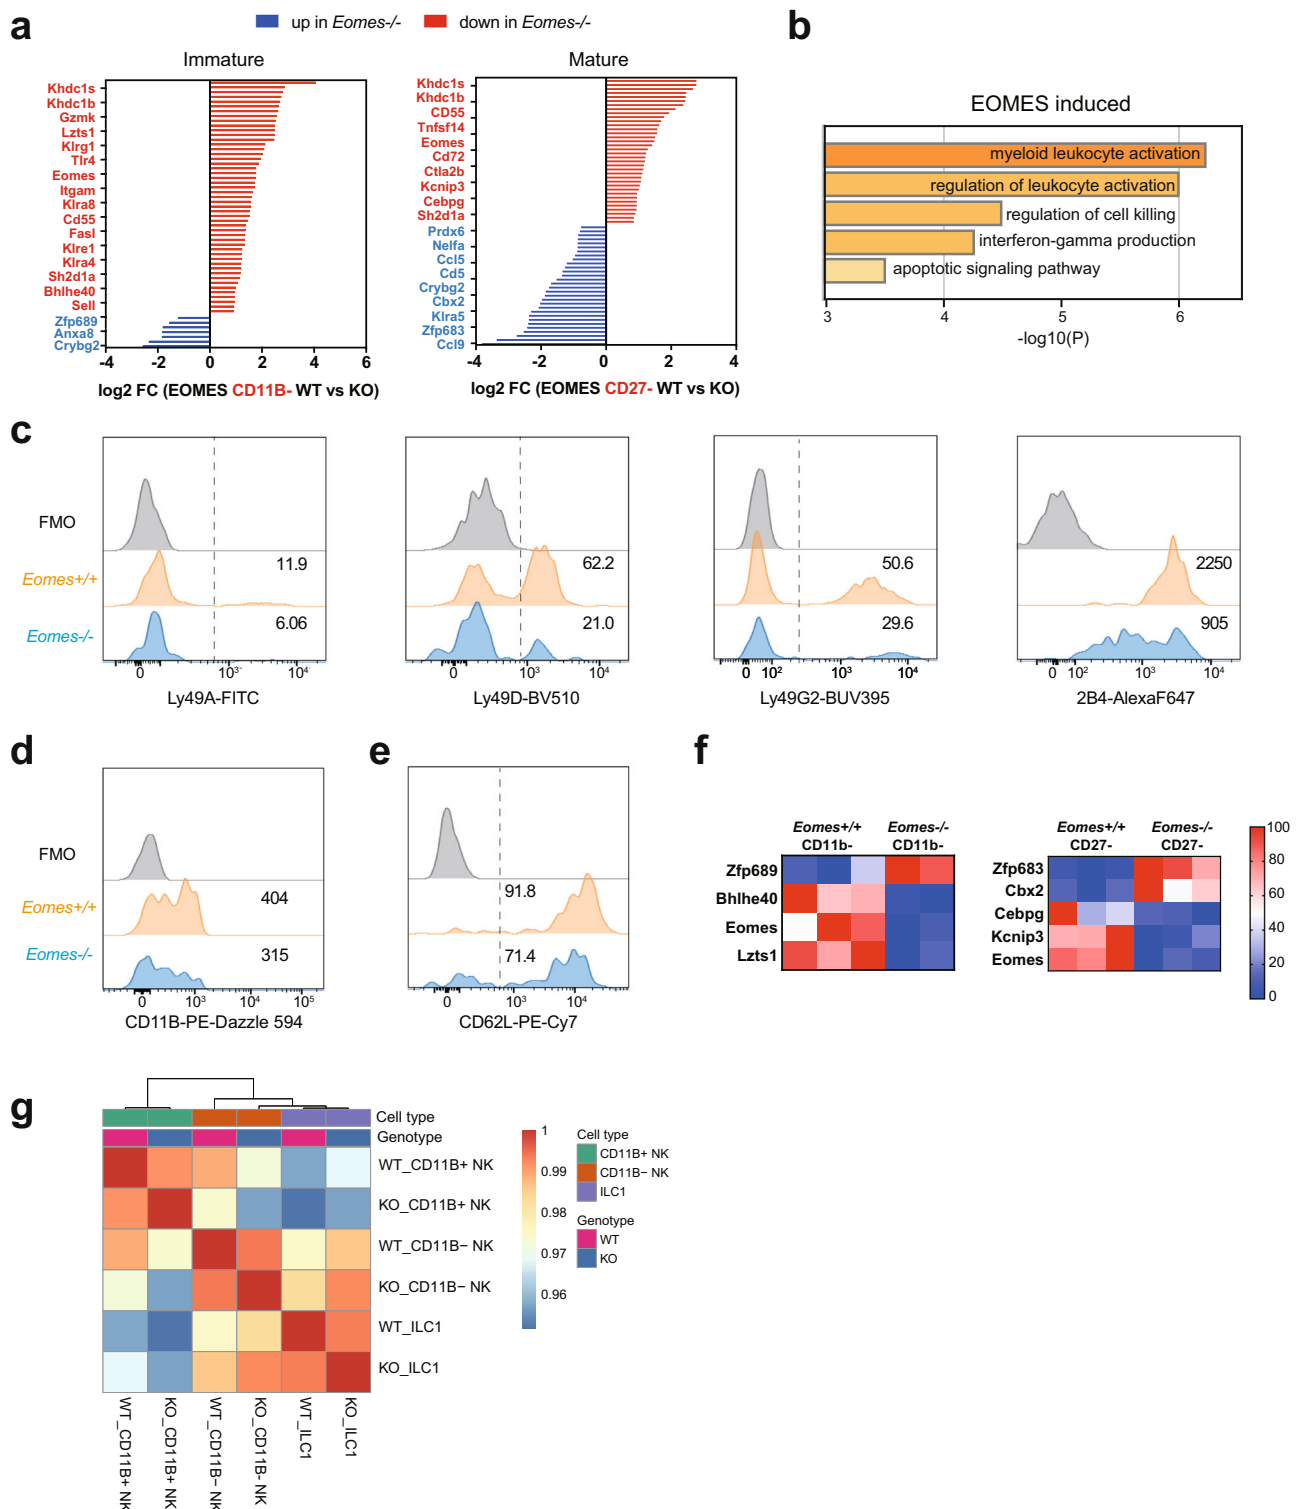 a
up in Eomes-/-
down in Eomes-/-
b
Immature
Khdc1s
Khdc1b
Gzmk
Lzts1
Klrg1
Tlr4
Eomes
Itgam
Klra8
Cd55
Fasl
Klre1
Klra4
Sh2d1a
Bhlhe40
Sell
Zfp689
Anxa8
Crybg2
-4 -2 0 2 4 6
log2 FC (EOMES CD11B- WT vs KO)
Mature
Khdc1s
Khdc1b
CD55
Tnfsf14
Eomes
Cd72
Ctla2b
Kcnip3
Cebpg
Sh2d1a
Prdx6
Nelfa
Ccl5
Cd5
Crybg2
Cbx2
Klra5
Zfp683
Ccl9
-4 -2 0 2 4
log2 FC (EOMES CD27- WT vs KO)
EOMES induced
myeloid leukocyte activation
regulation of leukocyte activation
regulation of cell killing
interferon-gamma production
apoptotic signaling pathway
3 4 5 6
-log10(P)
c
FMO
Eomes+/+
Eomes-/-
11.9
6.06
0 10³ 10⁴
Ly49A-FITC
62.2
21.0
0 10³ 10⁴
Ly49D-BV510
50.6
29.6
0 10² 10³ 10⁴
Ly49G2-BUV395
2250
905
0 10² 10³ 10⁴
2B4-AlexaF647
d
FMO
Eomes+/+
Eomes-/-
404
315
0 10³ 10⁴ 10⁵
CD11B-PE-Dazzle 594
e
91.8
71.4
0 10³ 10⁴
CD62L-PE-Cy7
f
Eomes+/+ Eomes-/-
CD11b- CD11b-
Zfp689
Bhlhe40
Eomes
Lzts1
Eomes+/+ Eomes-/-
CD27- CD27-
Zfp683
Cbx2
Cebpg
Kcnip3
Eomes
100
80
60
40
20
0
g
Cell type
Genotype
WT_CD11B+ NK
KO_CD11B+ NK
WT_CD11B− NK
KO_CD11B− NK
WT_ILC1
KO_ILC1
WT_CD11B+ NK
KO_CD11B+ NK
WT_CD11B− NK
KO_CD11B- NK
WT_ILC1
KO_ILC1
1
0.99
0.98
0.97
0.96
Cell type
CD11B+ NK
CD11B− NK
ILC1
Genotype
WT
KO